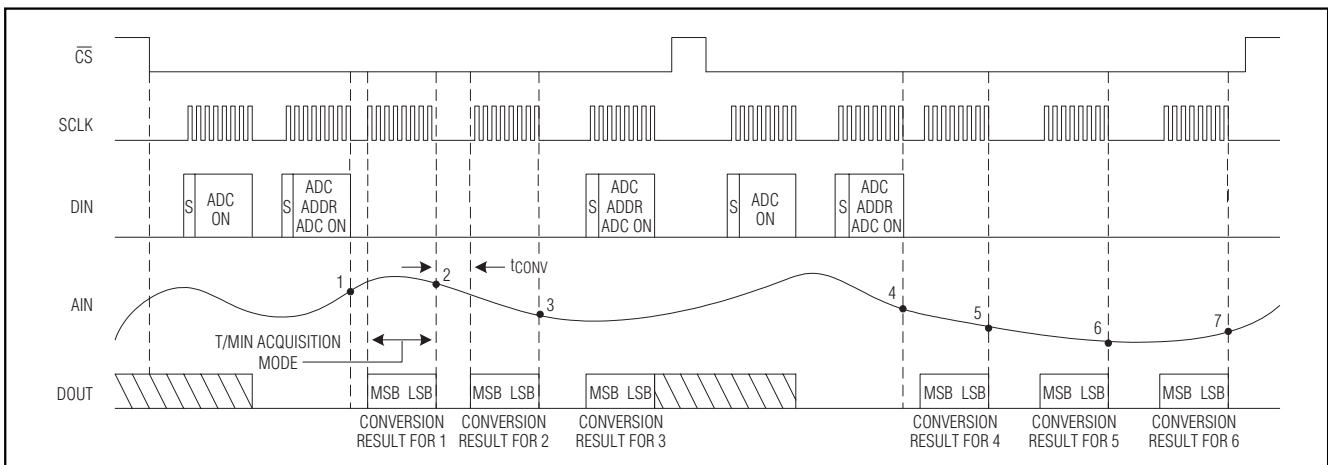 CS
SCLK
DIN
S
ADC
ON
S
ADC
ADDR
ADC ON
S
ADC
ADDR
ADC ON
S
ADC
ON
S
ADC
ADDR
ADC ON
AIN
1
2
tCONV
3
4
5
6
7
T/MIN ACQUISITION
MODE
DOUT
MSB LSB
MSB LSB
MSB LSB
MSB LSB
MSB LSB
MSB LSB
CONVERSION
RESULT FOR 1
CONVERSION
RESULT FOR 2
CONVERSION
RESULT FOR 3
CONVERSION
RESULT FOR 4
CONVERSION
RESULT FOR 5
CONVERSION
RESULT FOR 6